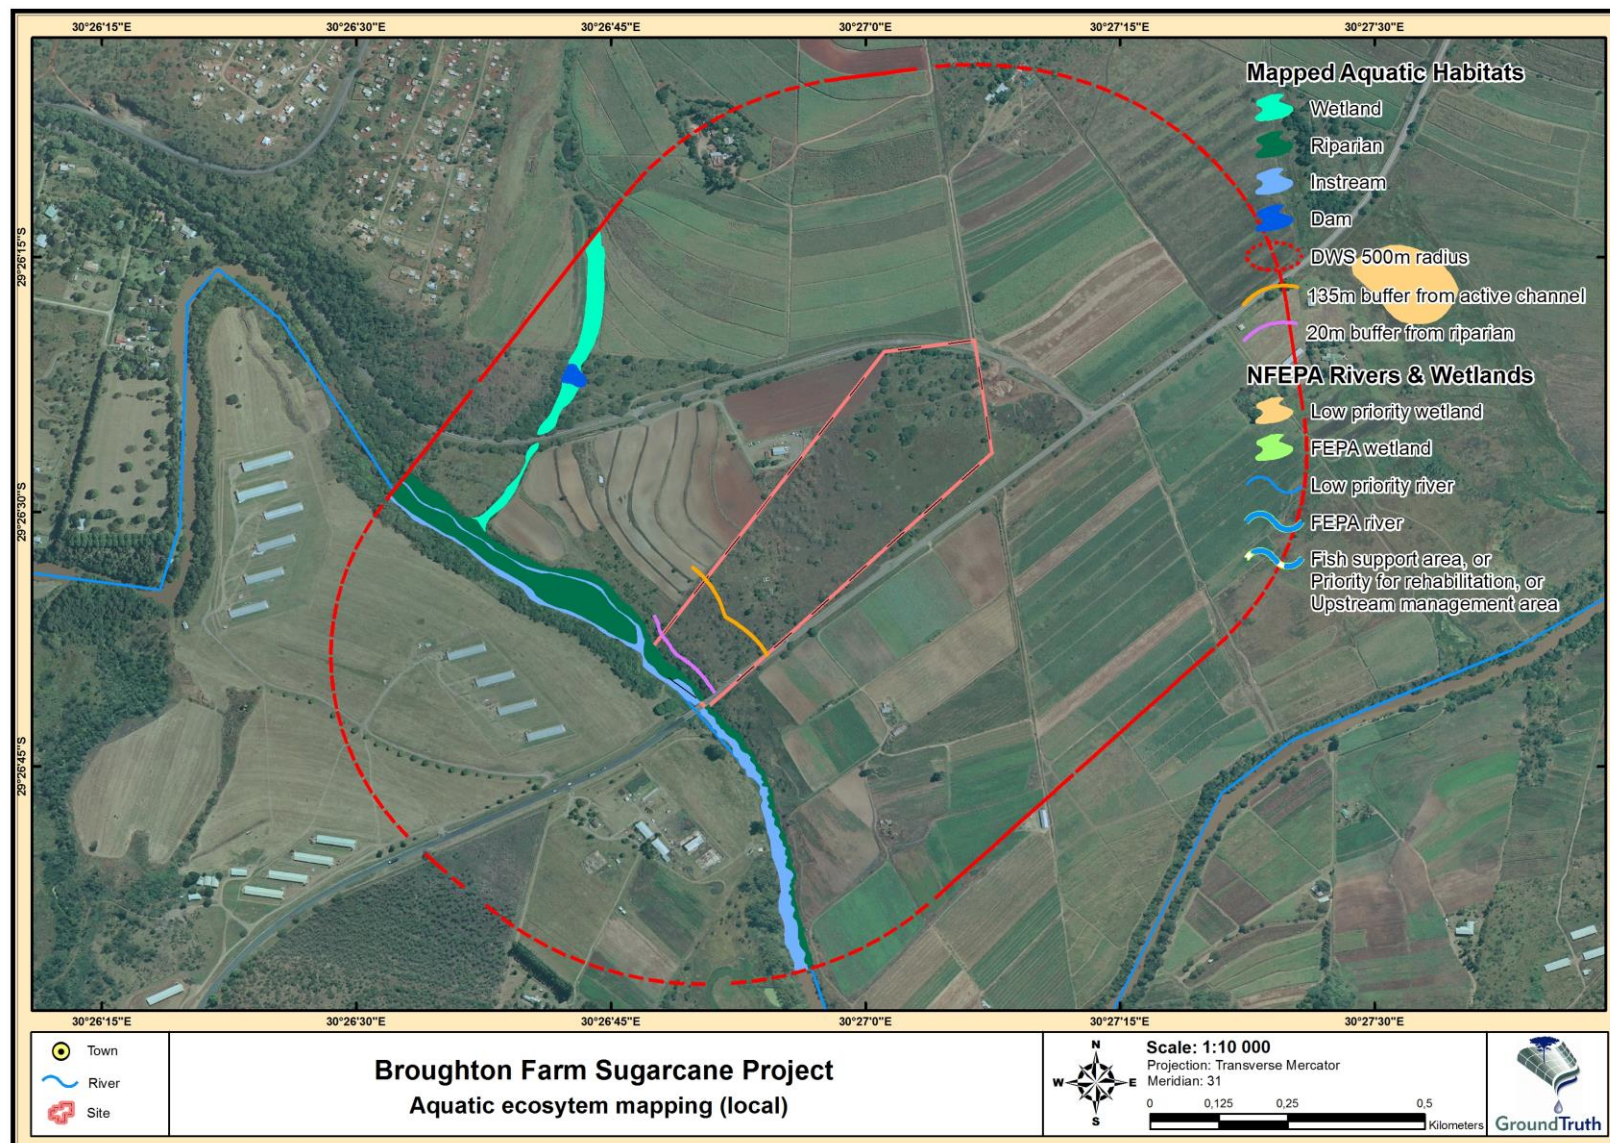 30°26'15"E 30°26'30"E 30°26'45"E 30°27'0"E 30°27'15"E 30°27'30"E
Mapped Aquatic Habitats
Wetland
Riparian
Instream
Dam
DWS 500m radius
135m buffer from active channel
20m buffer from riparian
NFEPA Rivers & Wetlands
Low priority wetland
FEPA wetland
Low priority river
FEPA river
Fish support area, or
Priority for rehabilitation, or
Upstream management area
29°26'15"S
29°26'30"S
29°26'45"S
30°26'15"E 30°26'30"E 30°26'45"E 30°27'0"E 30°27'15"E 30°27'30"E
Town
River
Site
Broughton Farm Sugarcane Project
Aquatic ecosytem mapping (local)
N
W E
S
Scale: 1:10 000
Projection: Transverse Mercator
Meridian: 31
0 0,125 0,25 0,5
Kilometers
GroundTruth